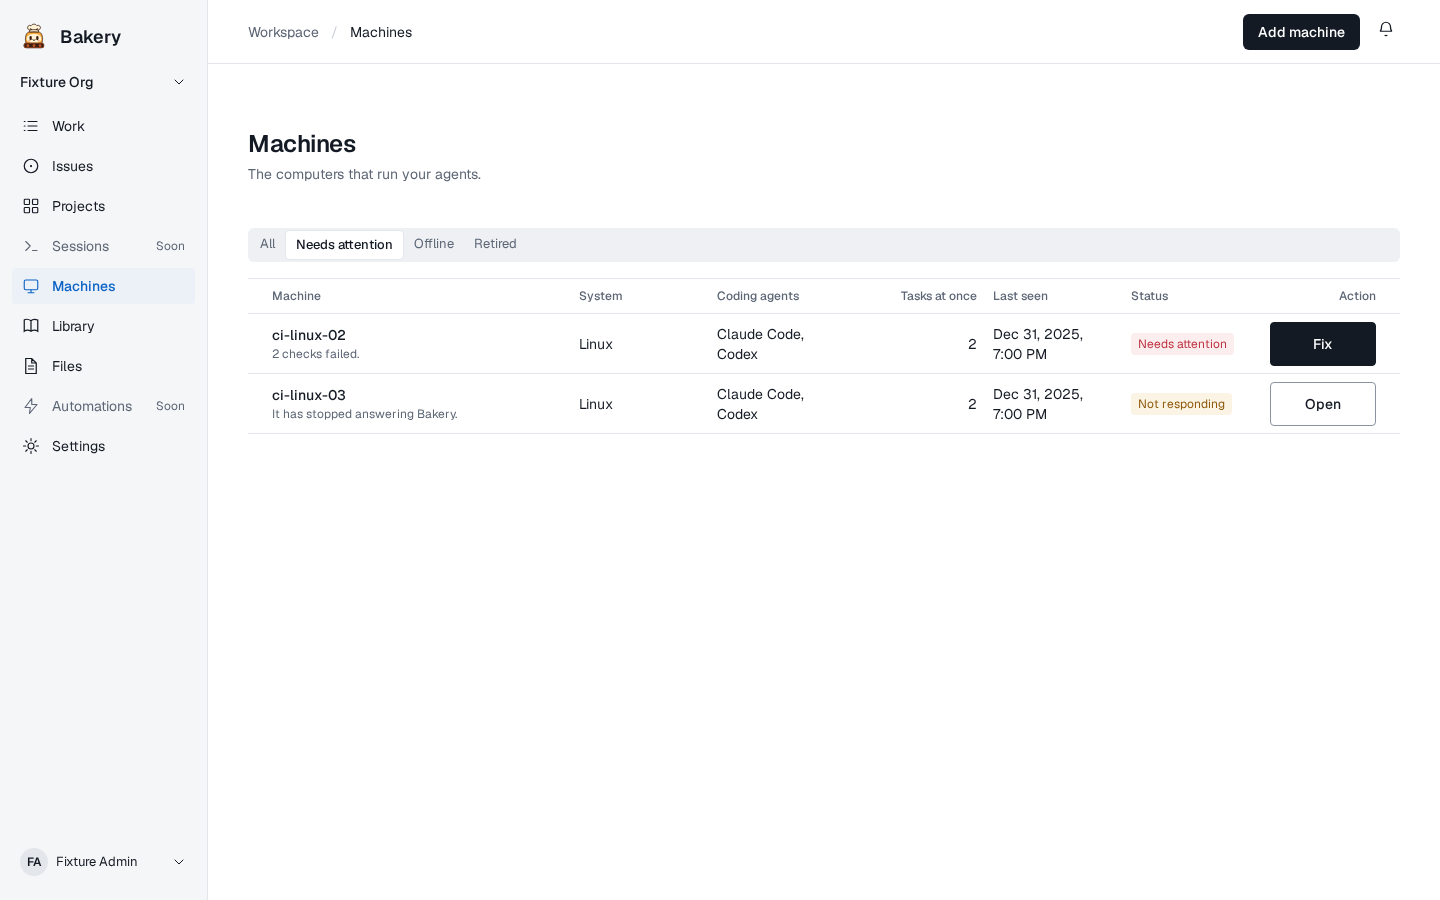 Bakery
Fixture Org
Work
Issues
Projects
Sessions Soon
Machines
Library
Files
Automations Soon
Settings
FA Fixture Admin
Workspace / Machines
Add machine
Machines
The computers that run your agents.
All Needs attention Offline Retired
Machine System Coding agents Tasks at once Last seen Status Action
ci-linux-02
2 checks failed.
Linux
Claude Code,
Codex
2
Dec 31, 2025,
7:00 PM
Needs attention
Fix
ci-linux-03
It has stopped answering Bakery.
Linux
Claude Code,
Codex
2
Dec 31, 2025,
7:00 PM
Not responding
Open